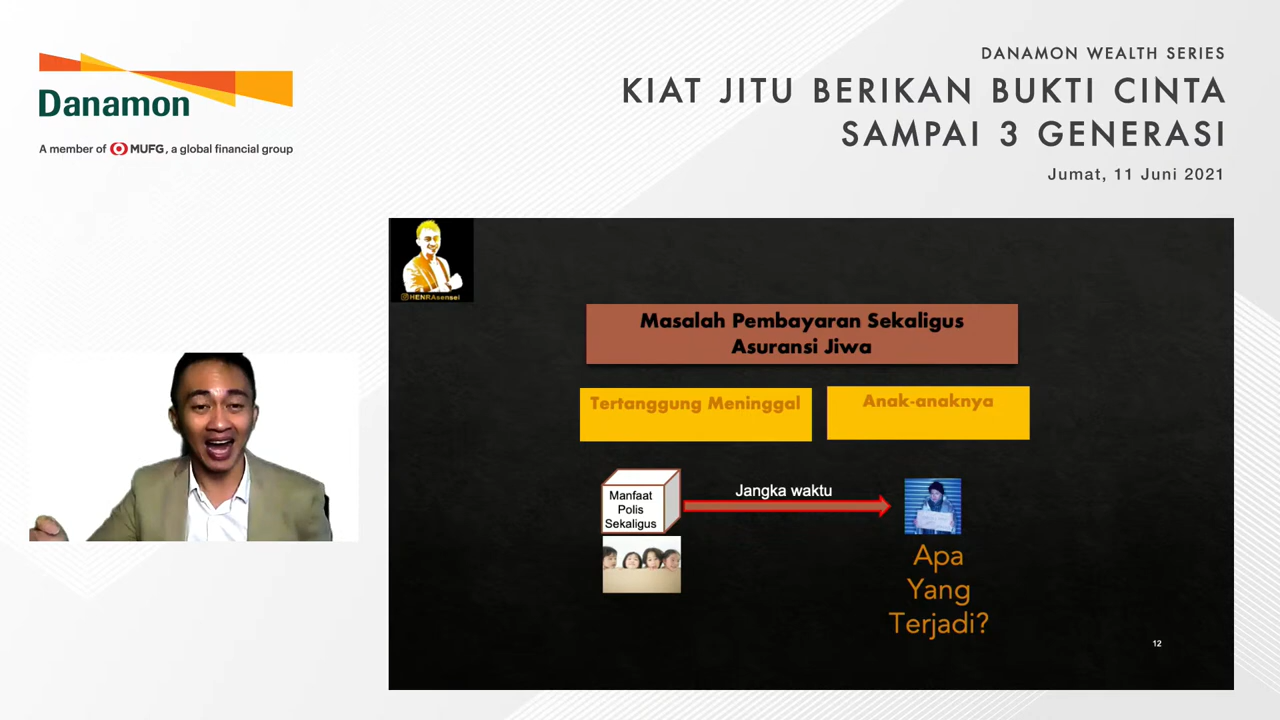 Danamon
A member of MUFG, a global financial group
DANAMON WEALTH SERIES
KIAT JITU BERIKAN BUKTI CINTA
SAMPAI 3 GENERASI
Jumat, 11 Juni 2021
HENRAsensei
Masalah Pembayaran Sekaligus
Asuransi Jiwa
Tertanggung Meninggal
Anak-anaknya
Manfaat
Polis
Sekaligus
Jangka waktu
Apa
Yang
Terjadi?
12